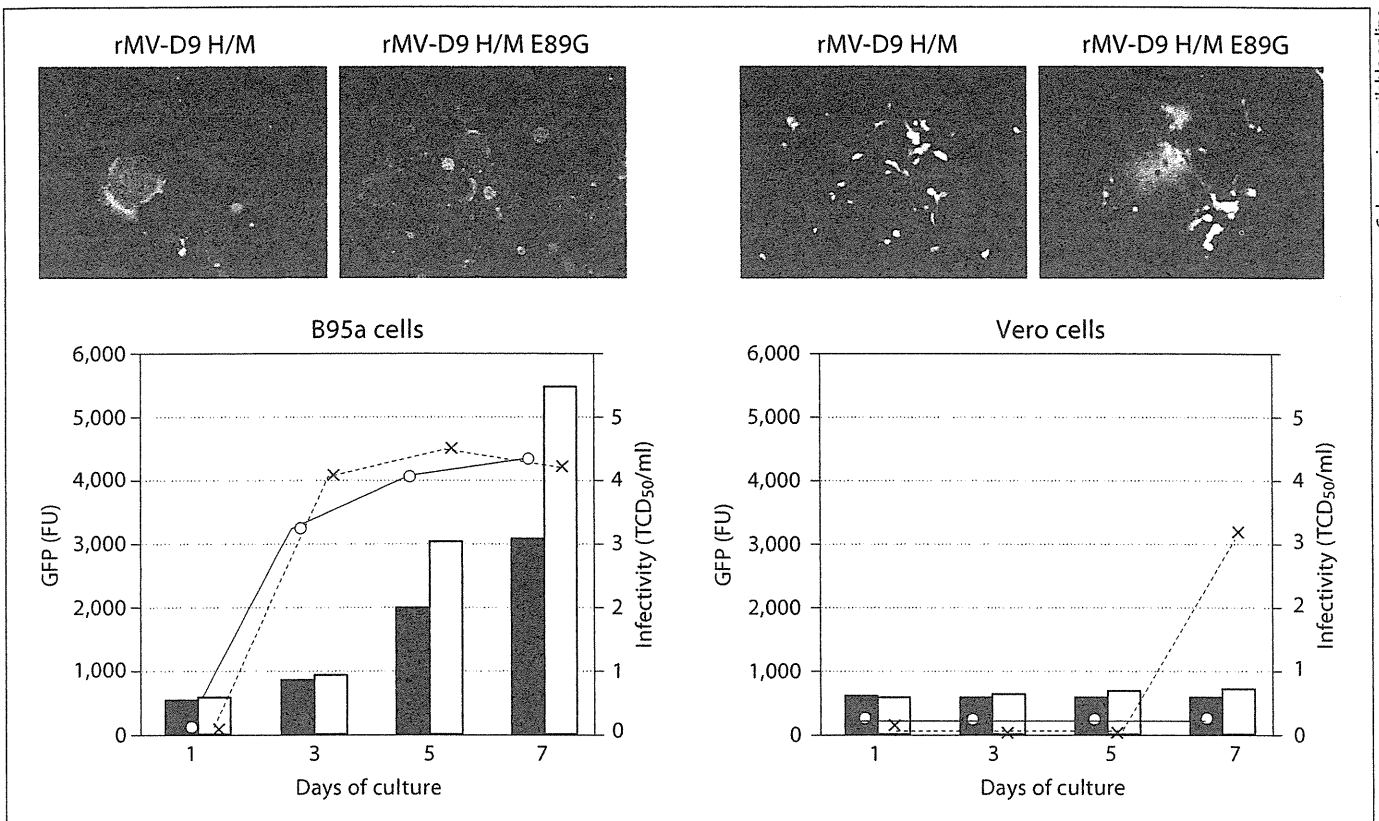 rMV-D9 H/M
rMV-D9 H/M E89G
rMV-D9 H/M
rMV-D9 H/M E89G
B95a cells
6,000
5,000
4,000
3,000
2,000
1,000
0
GFP (FU)
5
4
3
2
1
0
Infectivity (TCD50/ml)
1
3
5
7
Days of culture
Vero cells
6,000
5,000
4,000
3,000
2,000
1,000
0
GFP (FU)
5
4
3
2
1
0
Infectivity (TCD50/ml)
1
3
5
7
Days of culture